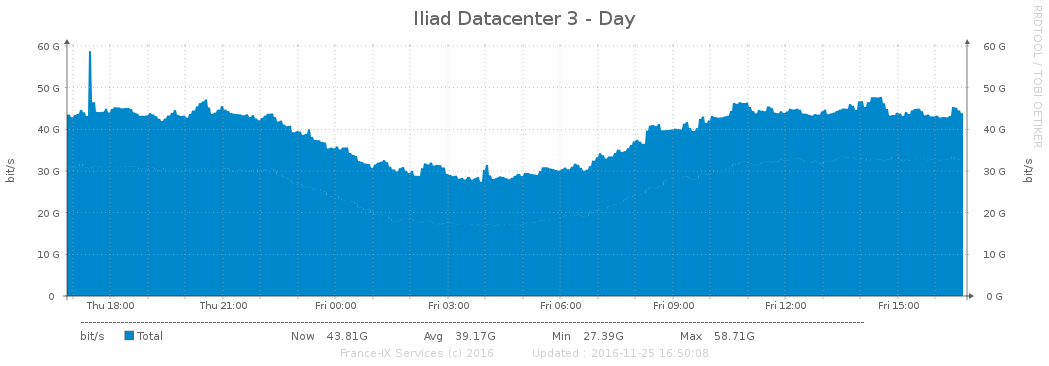 Iliad Datacenter 3 - Day
RRDTOOL / TOBI OETIKER
bit/s
60 G
50 G
40 G
30 G
20 G
10 G
0
60 G
50 G
40 G
30 G
20 G
10 G
0 G
bit/s
Thu 18:00 Thu 21:00 Fri 00:00 Fri 03:00 Fri 06:00 Fri 09:00 Fri 12:00 Fri 15:00
bit/s Total Now 43.81G Avg 39.17G Min 27.39G Max 58.71G
France-IX Services (c) 2016 Updated : 2016-11-25 16:50:08